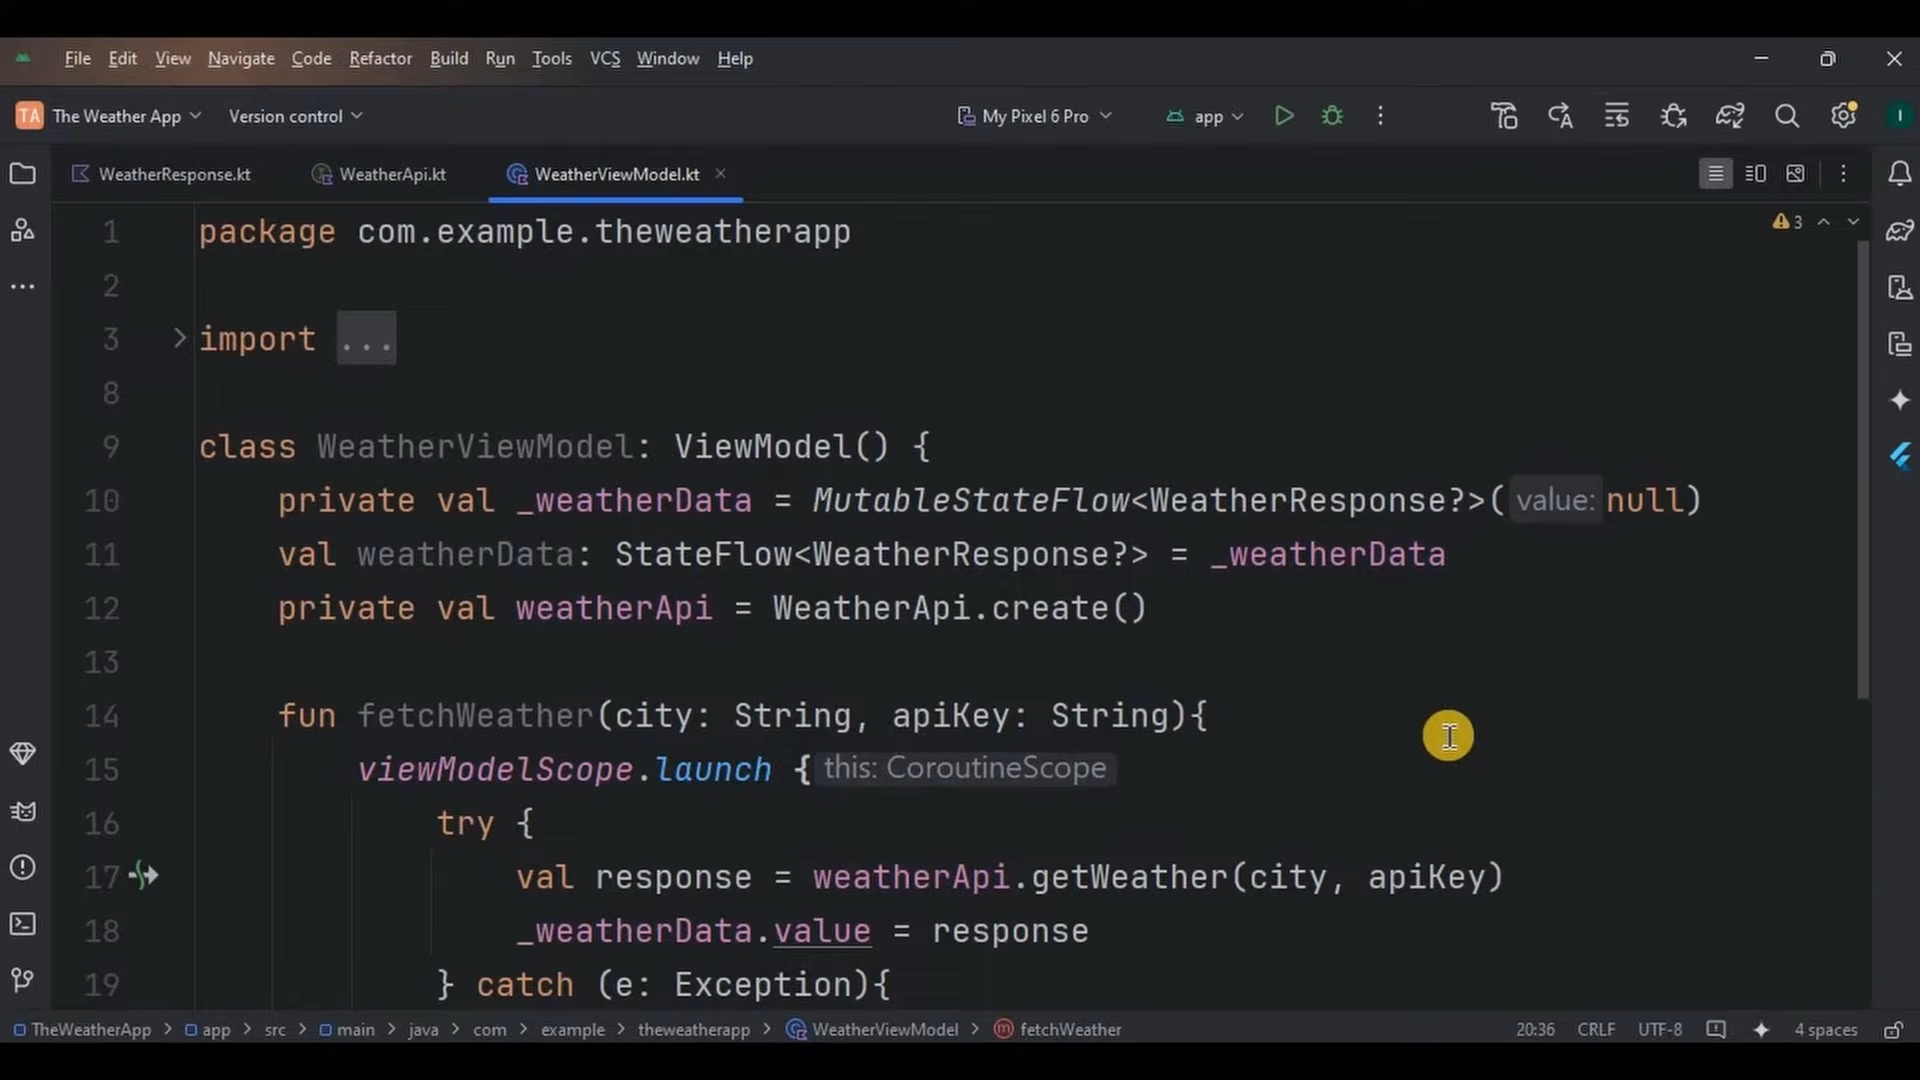 File Edit View Navigate Code Refactor Build Run Tools VCS Window Help
TA The Weather App Version control My Pixel 6 Pro app I
WeatherResponse.kt WeatherApi.kt WeatherViewModel.kt
1 package com.example.theweatherapp 3
2
3 import ...
8
9 class WeatherViewModel: ViewModel() {
10 private val _weatherData = MutableStateFlow<WeatherResponse?>( value: null)
11 val weatherData: StateFlow<WeatherResponse?> = _weatherData
12 private val weatherApi = WeatherApi.create()
13
14 fun fetchWeather(city: String, apiKey: String){
15 viewModelScope.launch { this: CoroutineScope
16 try {
17 val response = weatherApi.getWeather(city, apiKey)
18 _weatherData.value = response
19 } catch (e: Exception){
TheWeatherApp > app > src > main > java > com > example > theweatherapp > WeatherViewModel > m fetchWeather 20:36 CRLF UTF-8 4 spaces